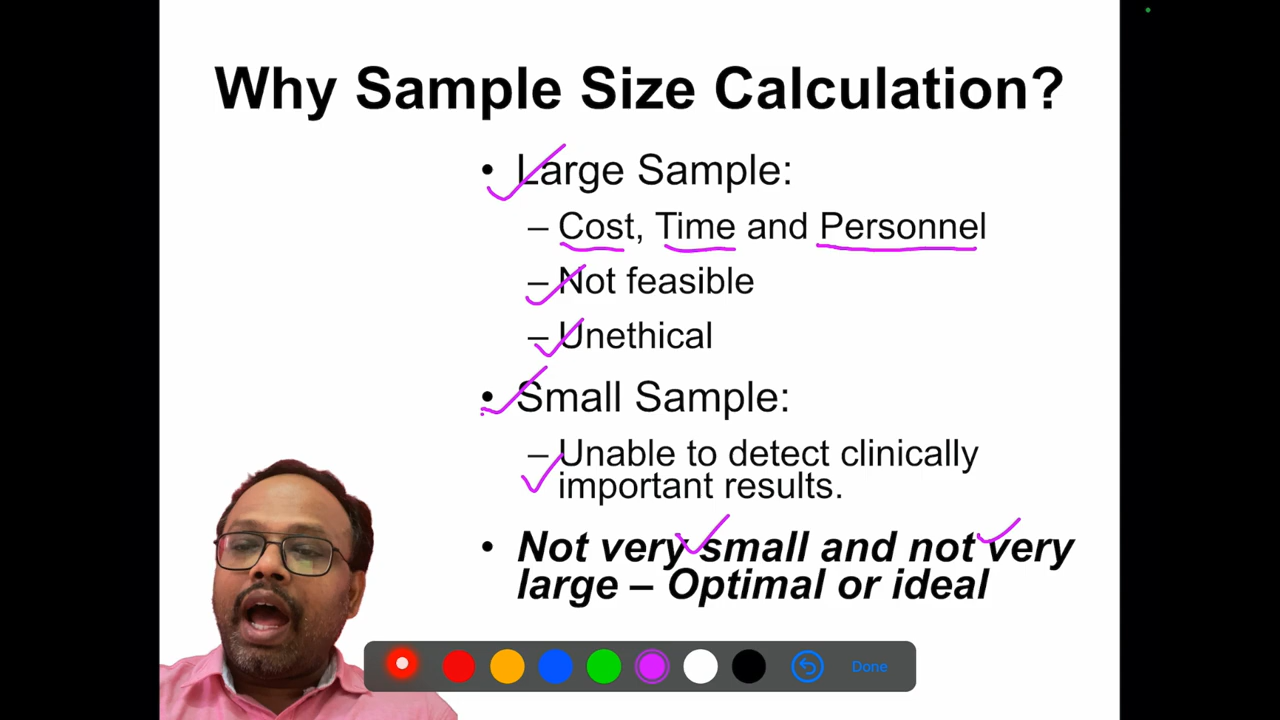 Why Sample Size Calculation?
• Large Sample:
– Cost, Time and Personnel
– Not feasible
– Unethical
• Small Sample:
– Unable to detect clinically
important results.
• Not very small and not very
large – Optimal or ideal
Done